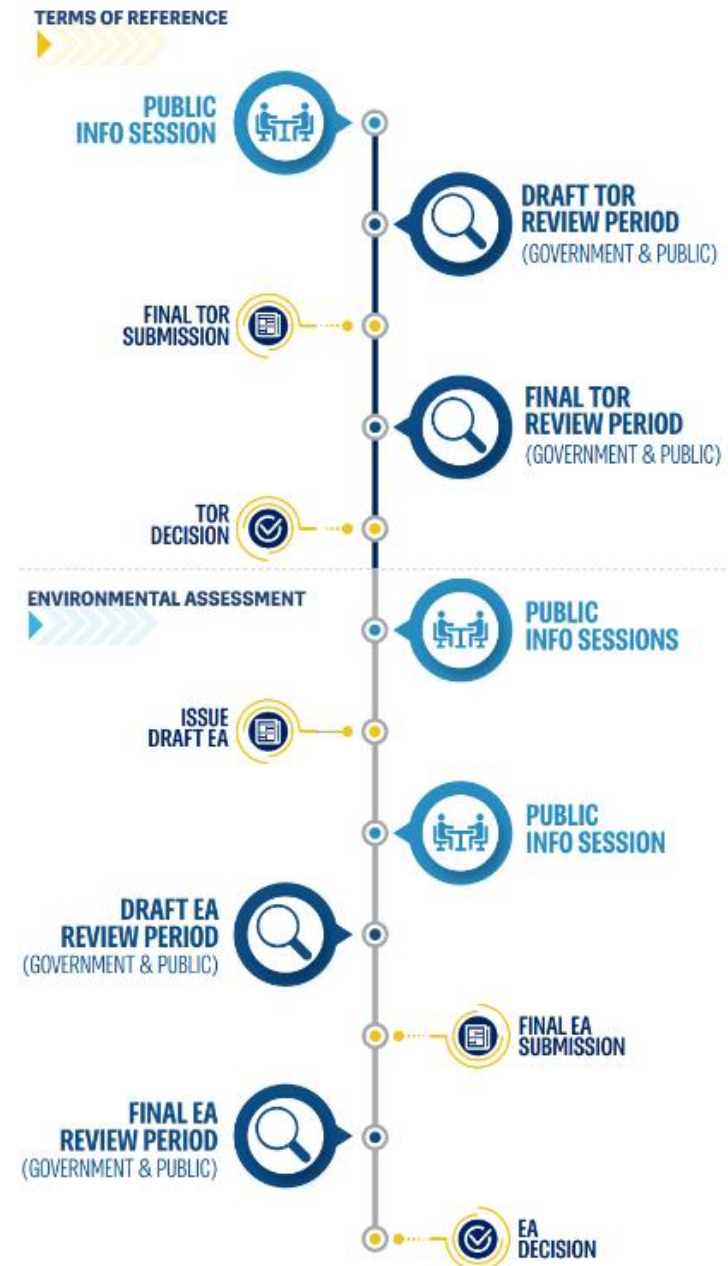 TERMS OF REFERENCE
PUBLIC
INFO SESSION
DRAFT TOR
REVIEW PERIOD
(GOVERNMENT & PUBLIC)
FINAL TOR
SUBMISSION
FINAL TOR
REVIEW PERIOD
(GOVERNMENT & PUBLIC)
TOR
DECISION
ENVIRONMENTAL ASSESSMENT
PUBLIC
INFO SESSIONS
ISSUE
DRAFT EA
PUBLIC
INFO SESSION
DRAFT EA
REVIEW PERIOD
(GOVERNMENT & PUBLIC)
FINAL EA
SUBMISSION
FINAL EA
REVIEW PERIOD
(GOVERNMENT & PUBLIC)
EA
DECISION